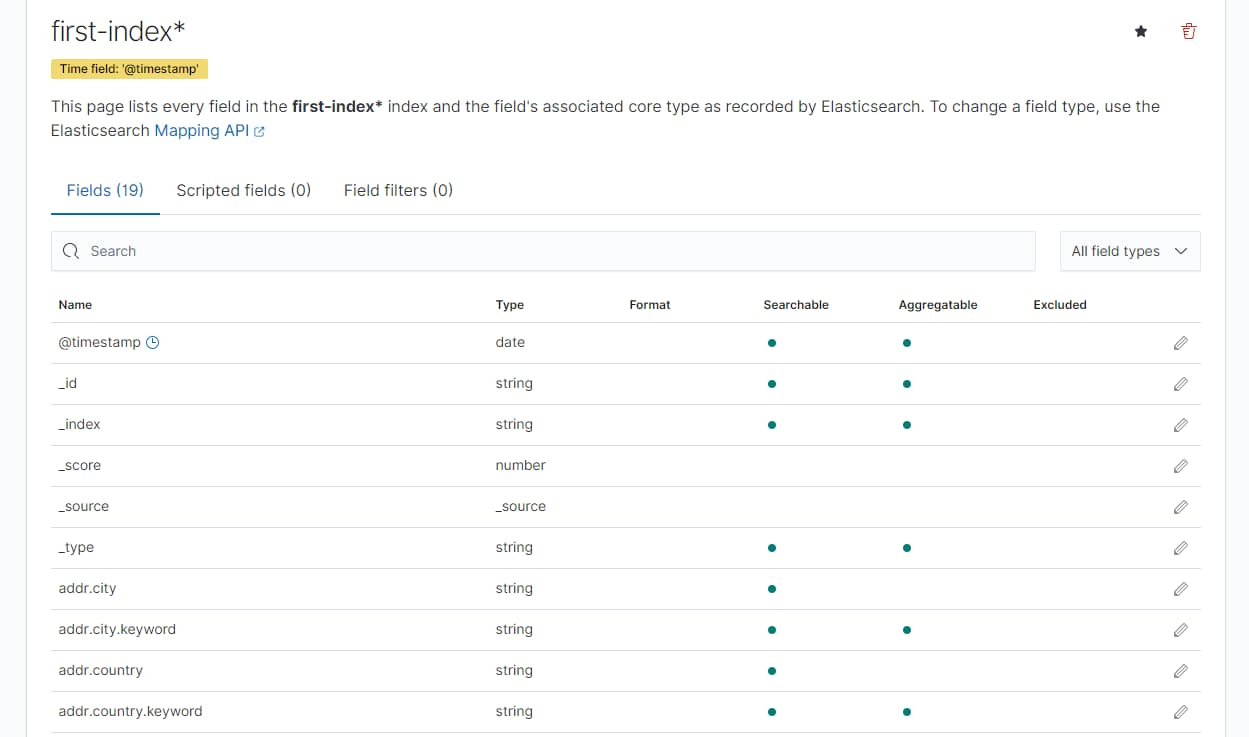 first-index*
Time field: '@timestamp'
This page lists every field in the first-index* index and the field's associated core type as recorded by Elasticsearch. To change a field type, use the
Elasticsearch Mapping API
Fields (19) Scripted fields (0) Field filters (0)
Search All field types
Name Type Format Searchable Aggregatable Excluded
@timestamp date
_id string
_index string
_score number
_source _source
_type string
addr.city string
addr.city.keyword string
addr.country string
addr.country.keyword string